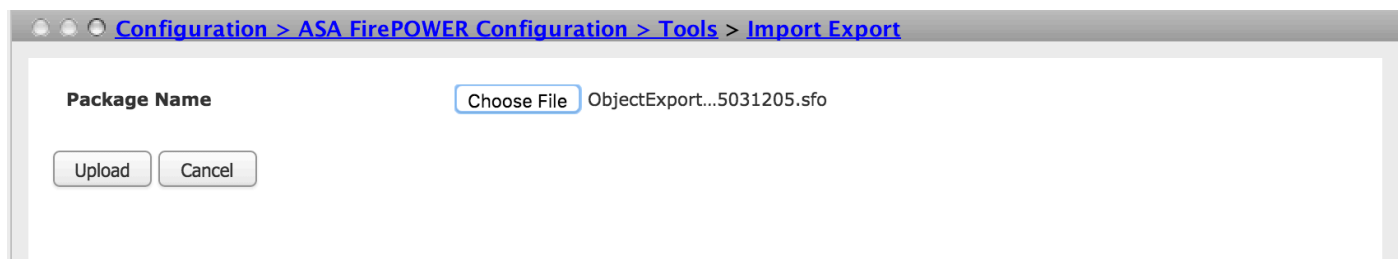 Configuration > ASA FirePOWER Configuration > Tools > Import Export
Package Name Choose File ObjectExport...5031205.sfo
Upload Cancel